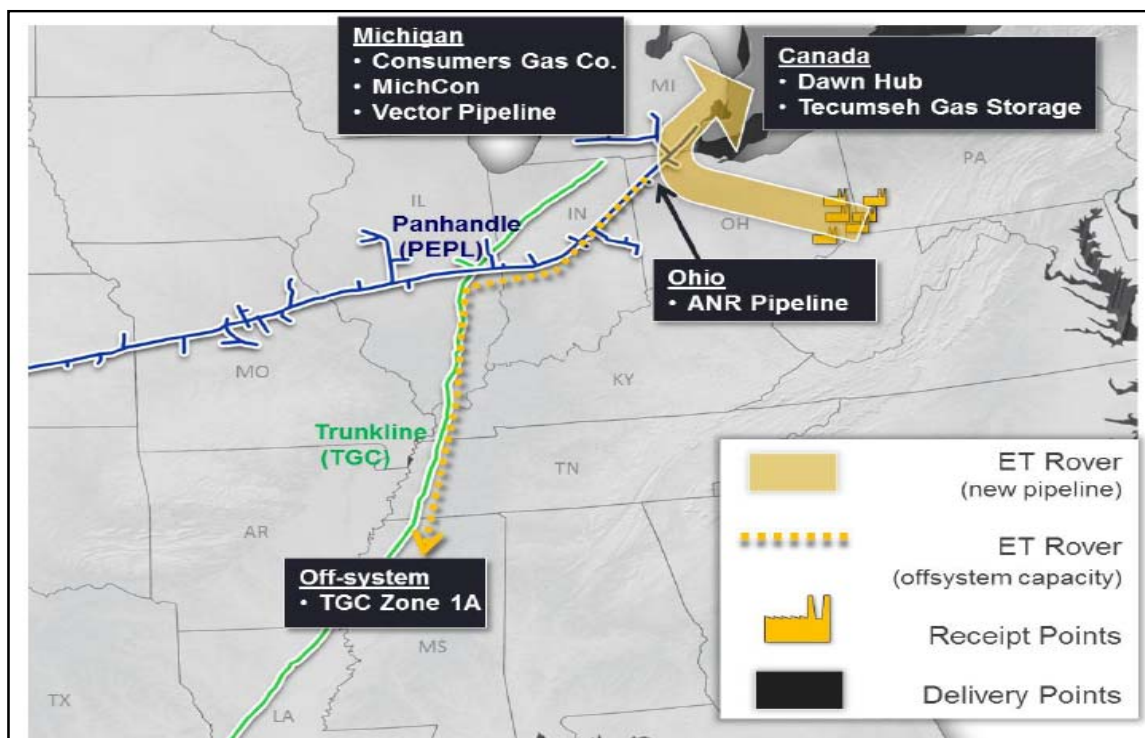 Michigan
• Consumers Gas Co.
• MichCon
• Vector Pipeline
Canada
• Dawn Hub
• Tecumseh Gas Storage
MI
PA
IL
IN
OH
Panhandle
(PEPL)
Ohio
• ANR Pipeline
MO
KY
Trunkline
(TGC)
TN
AR
Off-system
• TGC Zone 1A
MS
TX
LA
ET Rover
(new pipeline)
ET Rover
(offsystem capacity)
Receipt Points
Delivery Points